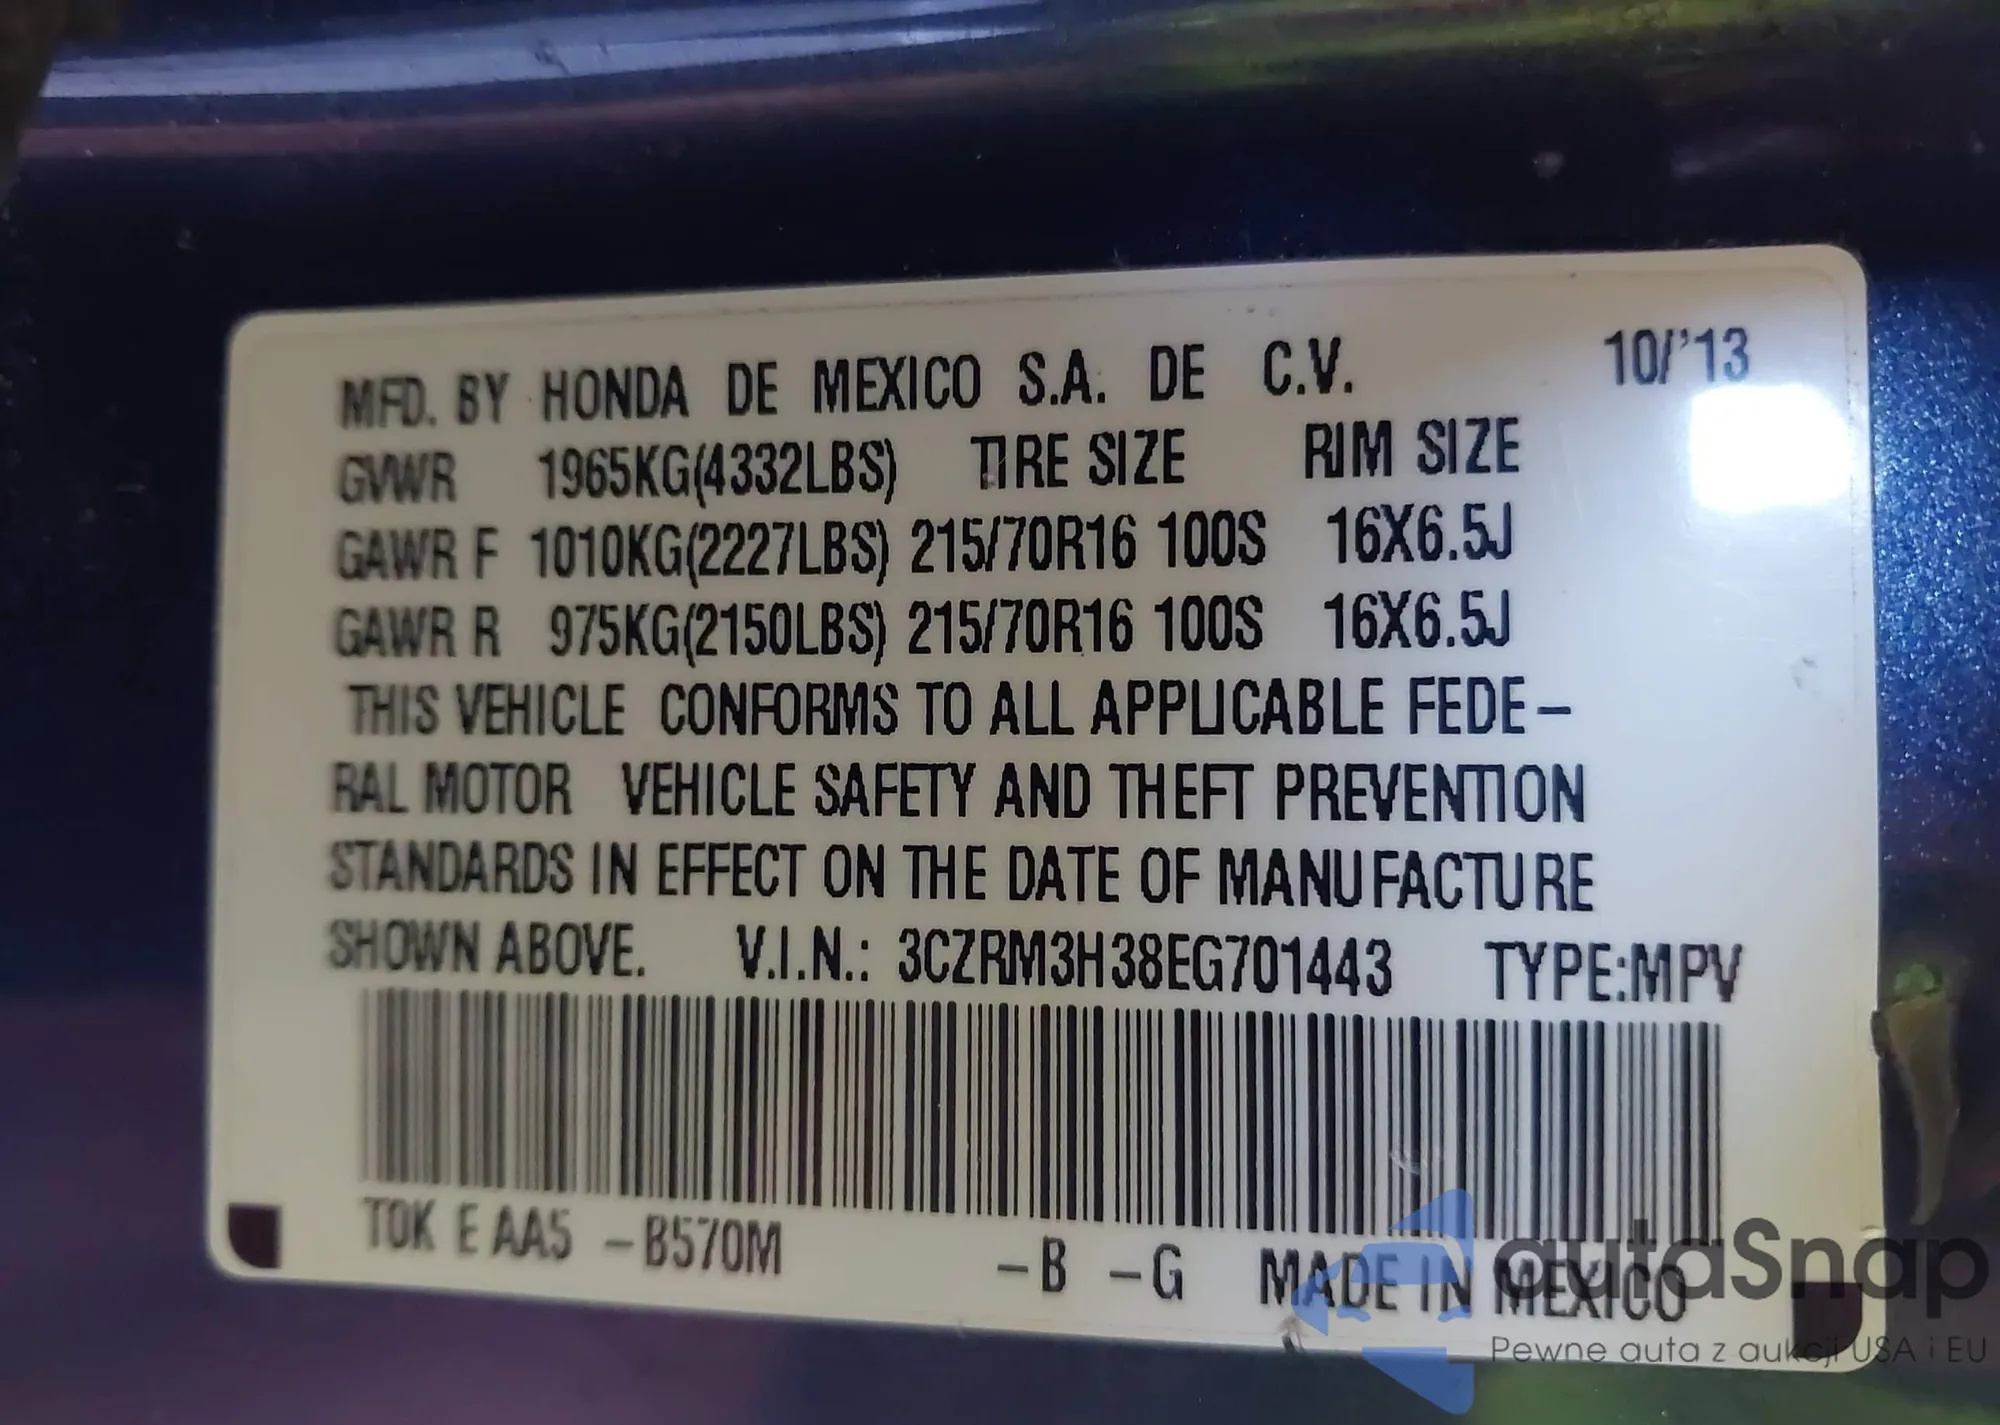 MFD. BY HONDA DE MEXICO S.A. DE C.V. 10/'13
GVWR 1965KG(4332LBS) TIRE SIZE RIM SIZE
GAWR F 1010KG(2227LBS) 215/70R16 100S 16X6.5J
GAWR R 975KG(2150LBS) 215/70R16 100S 16X6.5J
THIS VEHICLE CONFORMS TO ALL APPLICABLE FEDE-
RAL MOTOR VEHICLE SAFETY AND THEFT PREVENTION
STANDARDS IN EFFECT ON THE DATE OF MANUFACTURE
SHOWN ABOVE. V.I.N.: 3CZRM3H38EG701443 TYPE:MPV
TOK E AA5 -B570M -B -G MADE IN MEXICO
autaSnap
Pewne auta z aukcji USA i EU